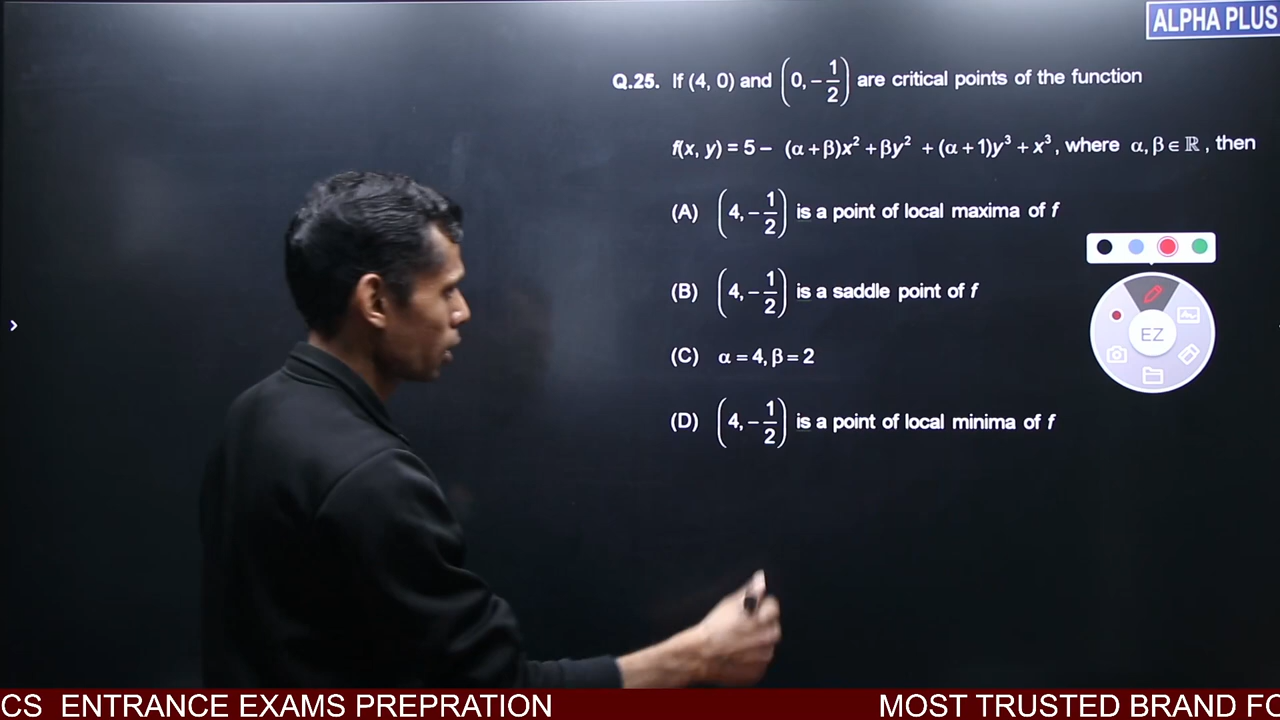 ALPHA PLUS
Q.25. If (4, 0) and (0, −1/2) are critical points of the function
f(x, y) = 5 − (α + β)x² + βy² + (α + 1)y³ + x³, where α, β ∈ ℝ, then
(A) (4, −1/2) is a point of local maxima of f
(B) (4, −1/2) is a saddle point of f
(C) α = 4, β = 2
(D) (4, −1/2) is a point of local minima of f
EZ
CS ENTRANCE EXAMS PREPRATION MOST TRUSTED BRAND FO